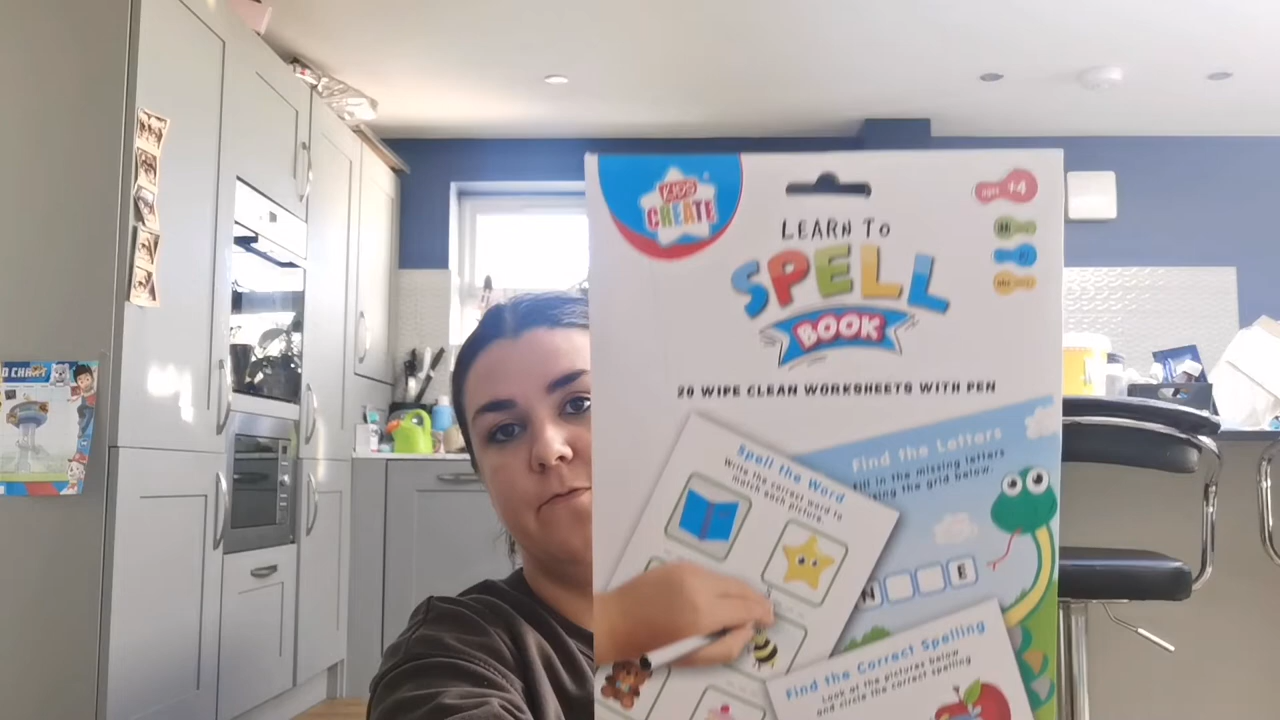 KIDS
CREATE
ages +4
LEARN TO
SPELL
BOOK
20 WIPE CLEAN WORKSHEETS WITH PEN
Spell the Word
Write the correct word to
match each picture.
Find the Letters
Fill in the missing letters
using the grid below.
N E
Find the Correct Spelling
Look at the pictures below
and circle the correct spelling
D CHART